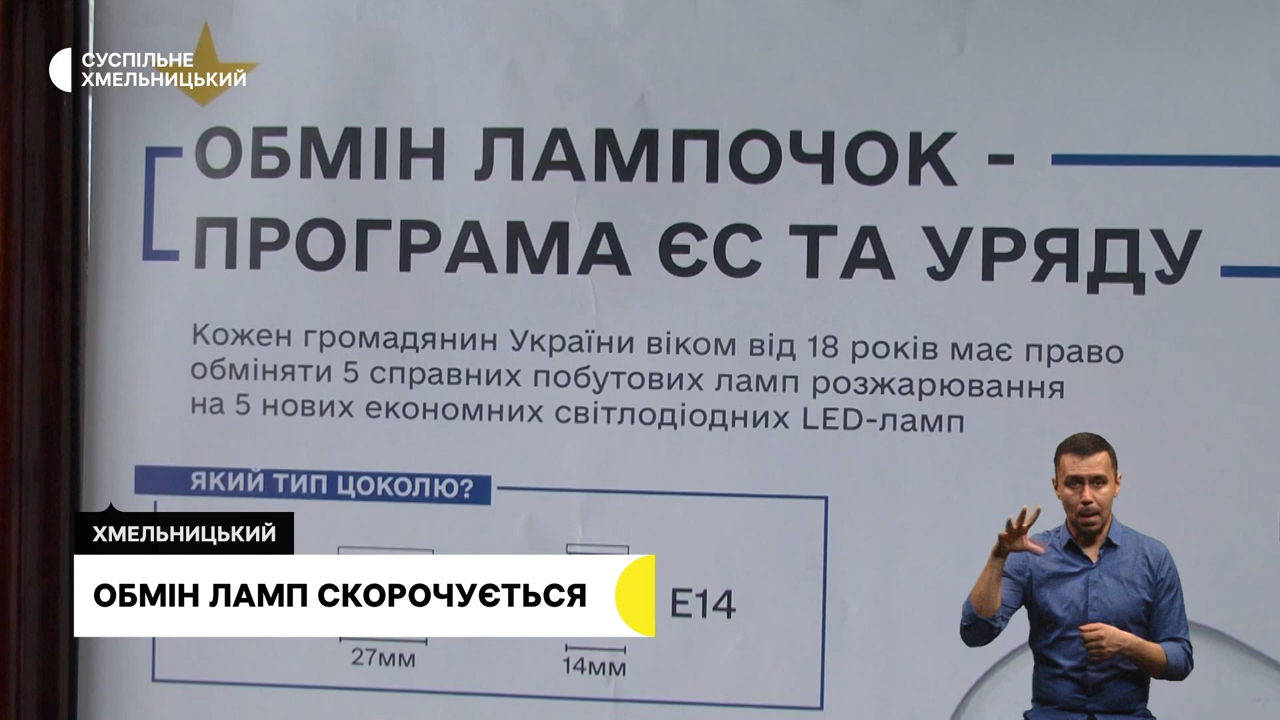 СУСПІЛЬНЕ
ХМЕЛЬНИЦЬКИЙ
ОБМІН ЛАМПОЧОК -
ПРОГРАМА ЄС ТА УРЯДУ
Кожен громадянин України віком від 18 років має право
обміняти 5 справних побутових ламп розжарювання
на 5 нових економних світлодіодних LED-ламп
ЯКИЙ ТИП ЦОКОЛЮ?
ХМЕЛЬНИЦЬКИЙ
ОБМІН ЛАМП СКОРОЧУЄТЬСЯ
E14
27мм
14мм